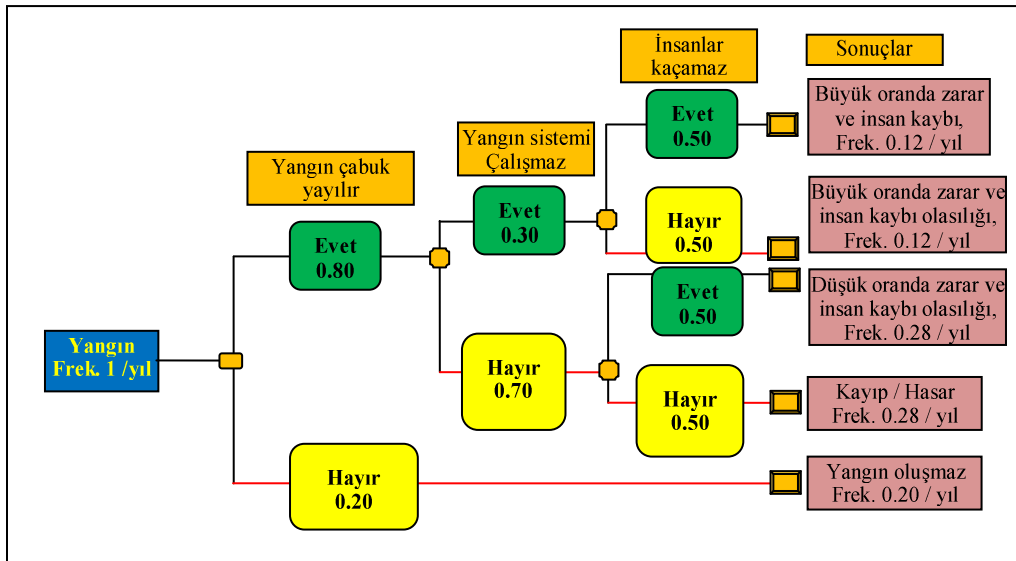 İnsanlar
kaçamaz
Sonuçlar
Yangın sistemi
Çalışmaz
Yangın çabuk
yayılır
Yangın
Frek. 1 /yıl
Evet
0.80
Hayır
0.20
Evet
0.30
Hayır
0.70
Evet
0.50
Hayır
0.50
Evet
0.50
Hayır
0.50
Büyük oranda zarar
ve insan kaybı,
Frek. 0.12 / yıl
Büyük oranda zarar ve
insan kaybı olasılığı,
Frek. 0.12 / yıl
Düşük oranda zarar ve
insan kaybı olasılığı,
Frek. 0.28 / yıl
Kayıp / Hasar
Frek. 0.28 / yıl
Yangın oluşmaz
Frek. 0.20 / yıl